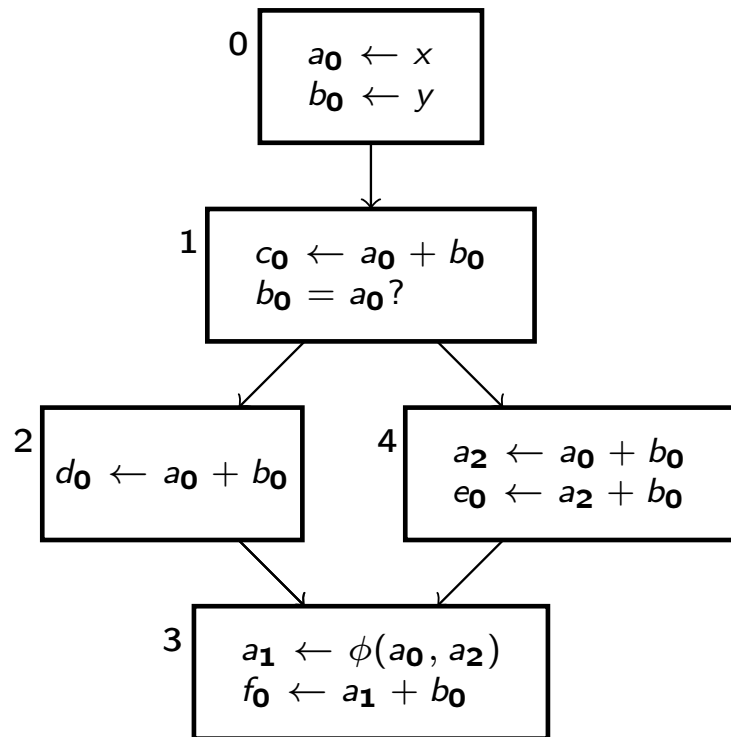 0
a₀ ← x
b₀ ← y
1
c₀ ← a₀ + b₀
b₀ = a₀?
2
d₀ ← a₀ + b₀
4
a₂ ← a₀ + b₀
e₀ ← a₂ + b₀
3
a₁ ← ϕ(a₀, a₂)
f₀ ← a₁ + b₀